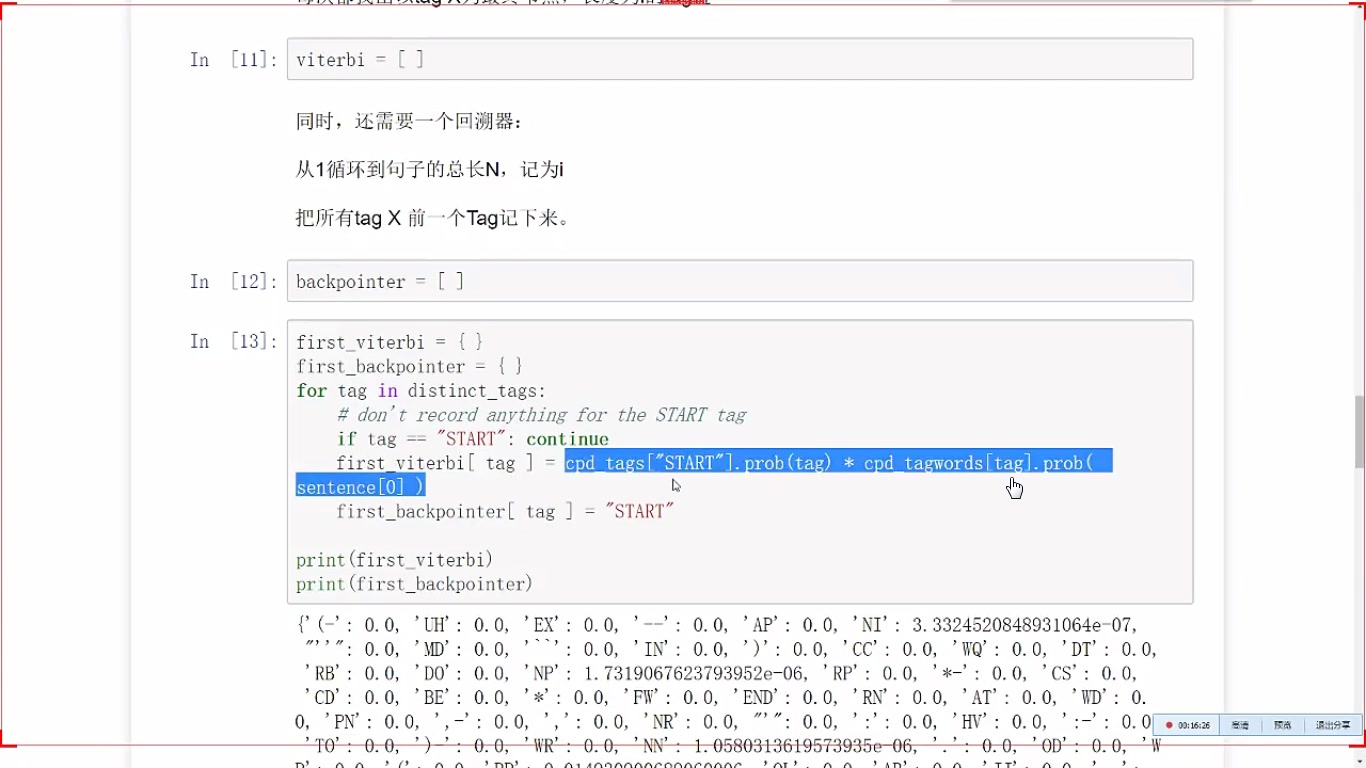 In [11]: viterbi = [ ]
同时，还需要一个回溯器：
从1循环到句子的总长N，记为i
把所有tag X 前一个Tag记下来。
In [12]: backpointer = [ ]
In [13]: first_viterbi = { }
first_backpointer = { }
for tag in distinct_tags:
    # don't record anything for the START tag
    if tag == "START": continue
    first_viterbi[ tag ] = cpd_tags["START"].prob(tag) * cpd_tagwords[tag].prob(
sentence[0] )
    first_backpointer[ tag ] = "START"
print(first_viterbi)
print(first_backpointer)
{'(-': 0.0, 'UH': 0.0, 'EX': 0.0, '--': 0.0, 'AP': 0.0, 'NI': 3.3324520848931064e-07,
"''": 0.0, 'MD': 0.0, '``': 0.0, 'IN': 0.0, ')': 0.0, 'CC': 0.0, 'WQ': 0.0, 'DT': 0.0,
'RB': 0.0, 'DO': 0.0, 'NP': 1.7319067623793952e-06, 'RP': 0.0, '*-': 0.0, 'CS': 0.0,
'CD': 0.0, 'BE': 0.0, '*': 0.0, 'FW': 0.0, 'END': 0.0, 'RN': 0.0, 'AT': 0.0, 'WD': 0.
0, 'PN': 0.0, ',-': 0.0, ',': 0.0, 'NR': 0.0, "'": 0.0, ':': 0.0, 'HV': 0.0, ':-': 0.0
'TO': 0.0, ')-': 0.0, 'WR': 0.0, 'NN': 1.0580313619573935e-06, '.': 0.0, 'OD': 0.0, 'W
00:16:26 高清 预览 退出分享